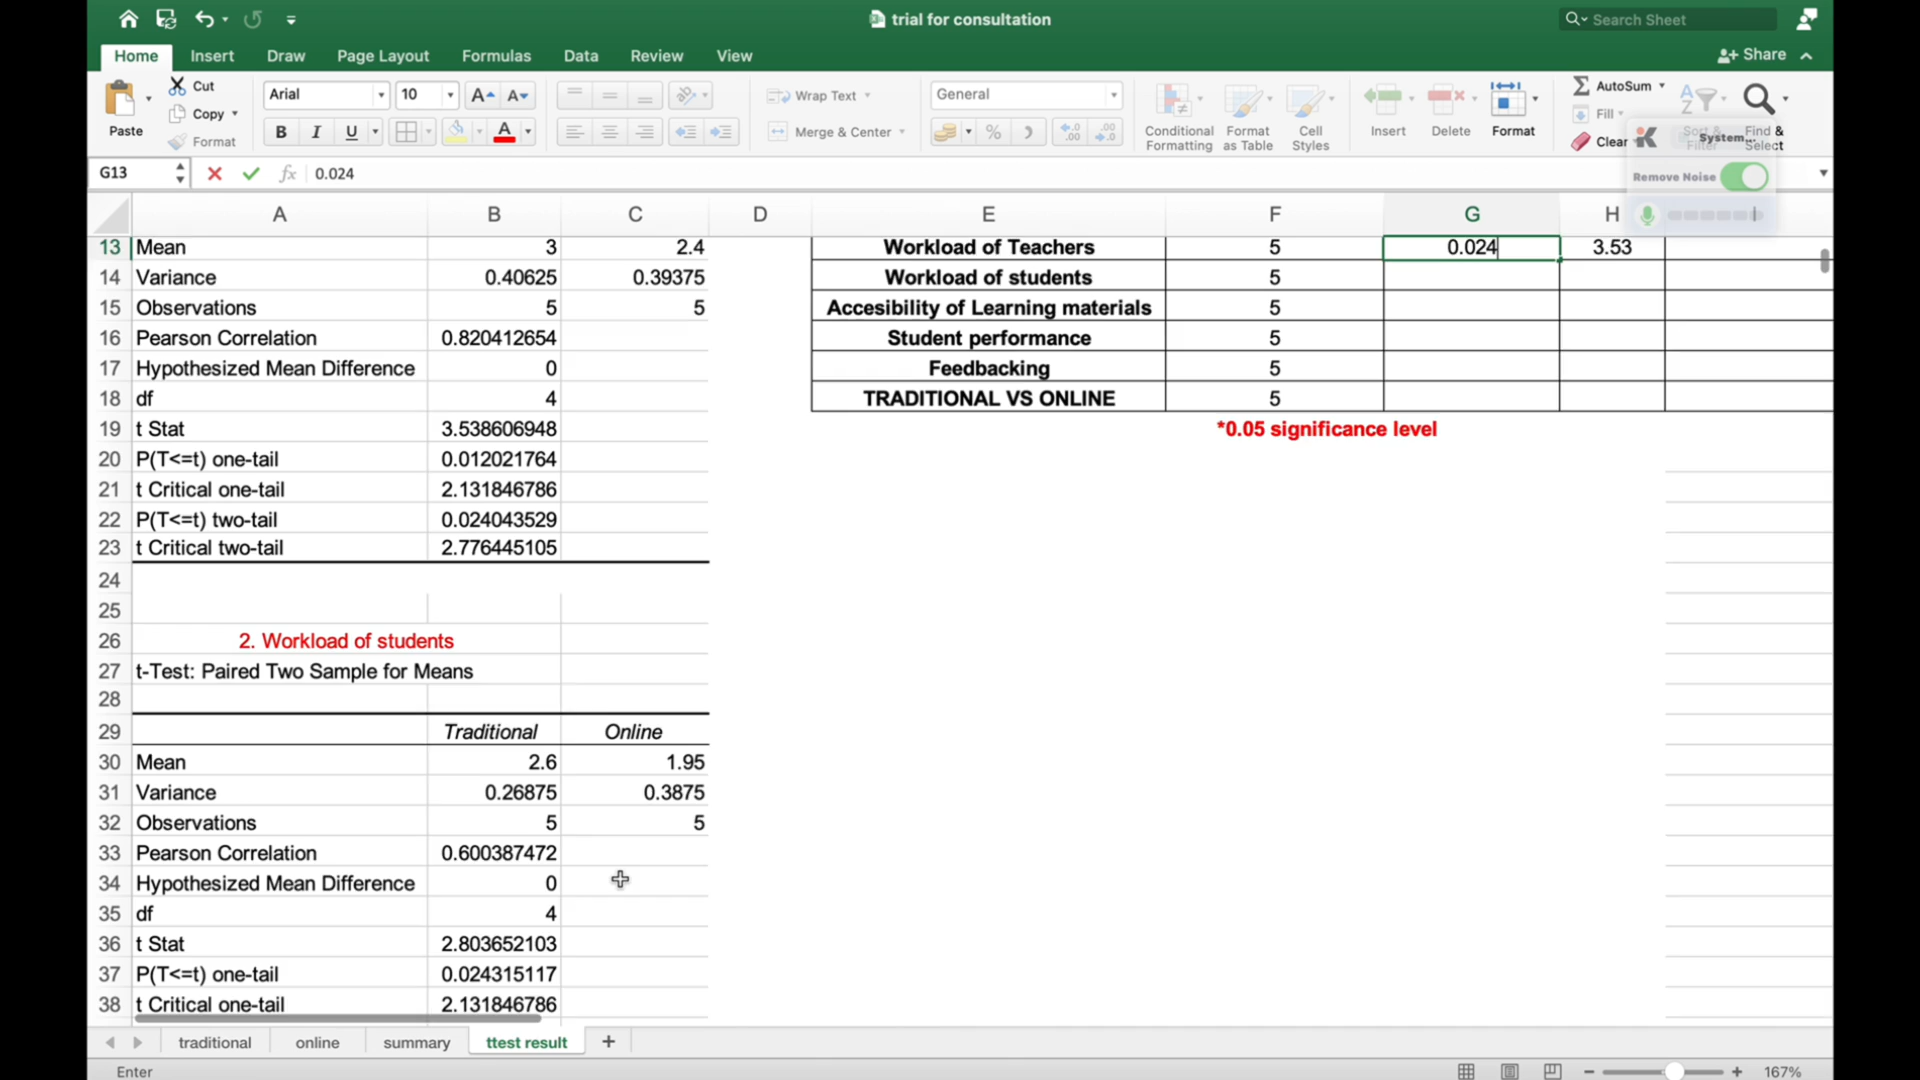 trial for consultation
Search Sheet
Home Insert Draw Page Layout Formulas Data Review View
Share
Paste
Cut
Copy
Format
Arial 10
B I U A
Wrap Text
Merge & Center
General
%
Conditional Formatting
Format as Table
Cell Styles
Insert
Delete
Format
AutoSum
Fill
Clear
Sort & Filter
Find & Select
System...
Remove Noise
G13 fx 0.024
A B C D E F G H
13 Mean 3 2.4 Workload of Teachers 5 0.024 3.53
14 Variance 0.40625 0.39375 Workload of students 5
15 Observations 5 5 Accesibility of Learning materials 5
16 Pearson Correlation 0.820412654 Student performance 5
17 Hypothesized Mean Difference 0 Feedbacking 5
18 df 4 TRADITIONAL VS ONLINE 5
19 t Stat 3.538606948 *0.05 significance level
20 P(T<=t) one-tail 0.012021764
21 t Critical one-tail 2.131846786
22 P(T<=t) two-tail 0.024043529
23 t Critical two-tail 2.776445105
24
25
26 2. Workload of students
27 t-Test: Paired Two Sample for Means
28
29 Traditional Online
30 Mean 2.6 1.95
31 Variance 0.26875 0.3875
32 Observations 5 5
33 Pearson Correlation 0.600387472
34 Hypothesized Mean Difference 0
35 df 4
36 t Stat 2.803652103
37 P(T<=t) one-tail 0.024315117
38 t Critical one-tail 2.131846786
traditional online summary ttest result +
Enter
167%